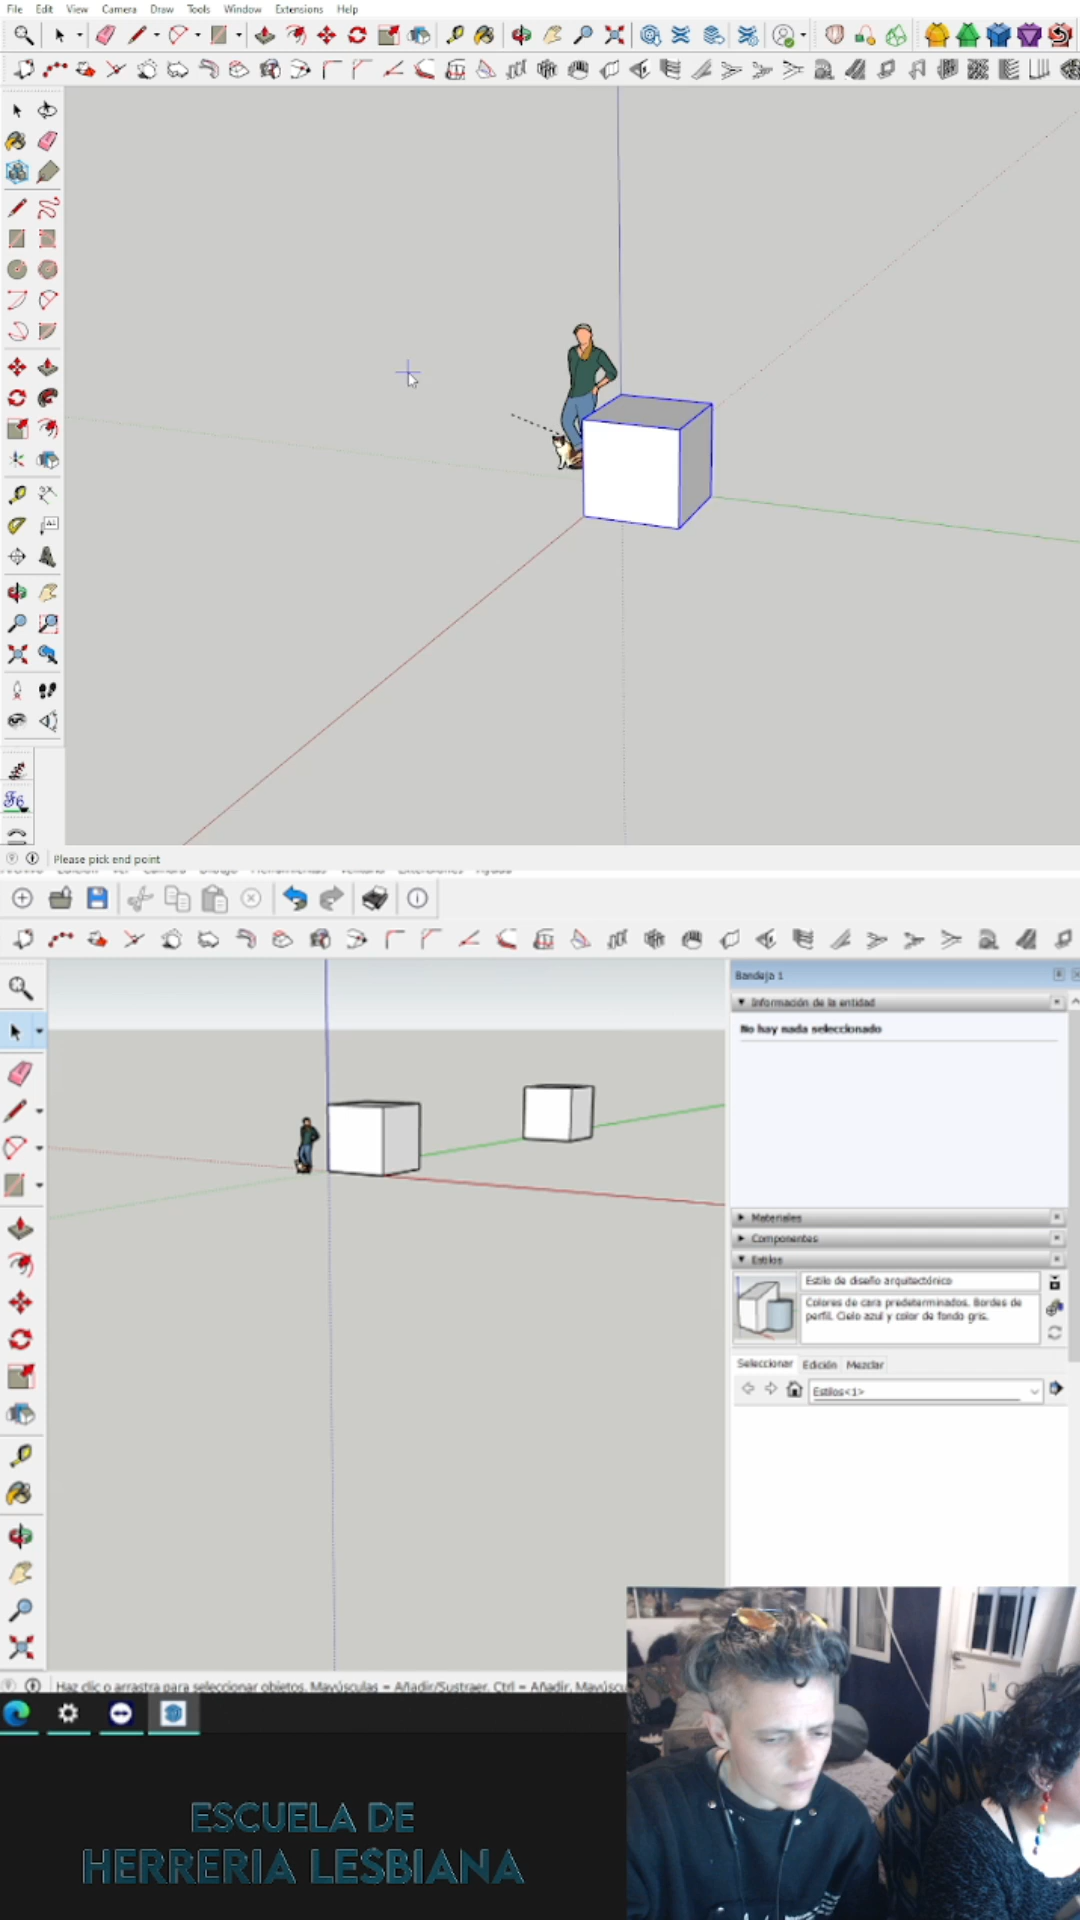 File Edit View Camera Draw Tools Window Extensions Help
Please pick end point
Bandeja 1
Información de la entidad
No hay nada seleccionado
Materiales
Componentes
Estilos
Estilo de diseño arquitectónico
Colores de cara predeterminados. Bordes de
perfil. Cielo azul y color de fondo gris.
Seleccionar Edición Mezclar
Estilos<1>
Haz clic o arrastra para seleccionar objetos. Mayúsculas = Añadir/Sustraer. Ctrl = Añadir. Mayúscu
ESCUELA DE
HERRERIA LESBIANA